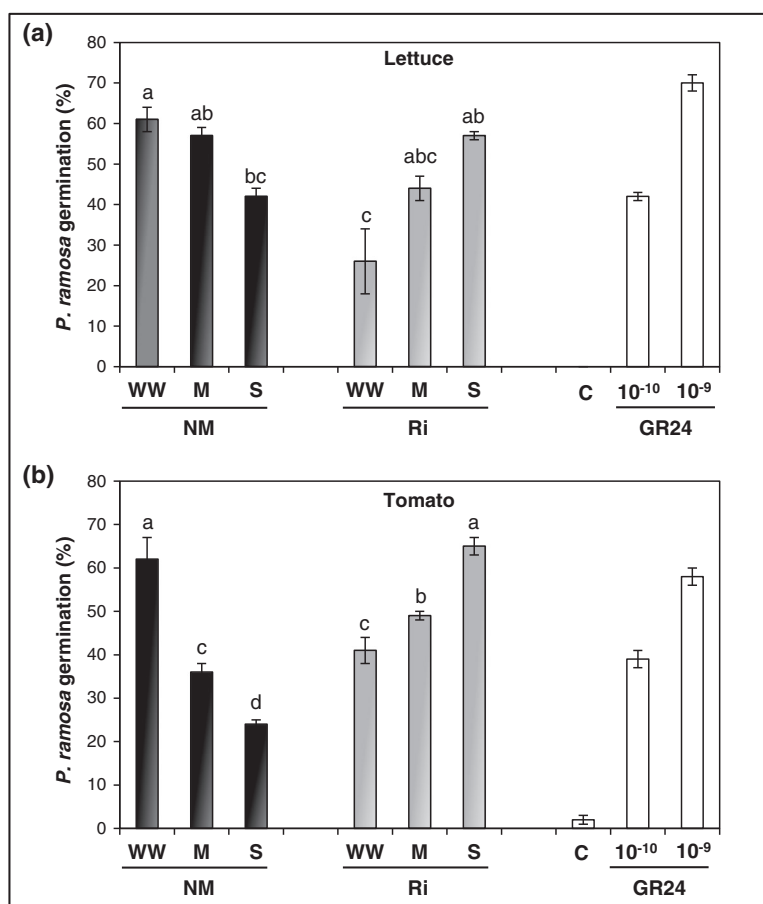 (a)
Lettuce
P. ramosa germination (%)
80
70
60
50
40
30
20
10
0
a
ab
bc
c
abc
ab
WW M S WW M S C 10⁻¹⁰ 10⁻⁹
NM Ri GR24
(b)
Tomato
P. ramosa germination (%)
80
70
60
50
40
30
20
10
0
a
c
d
c
b
a
WW M S WW M S C 10⁻¹⁰ 10⁻⁹
NM Ri GR24